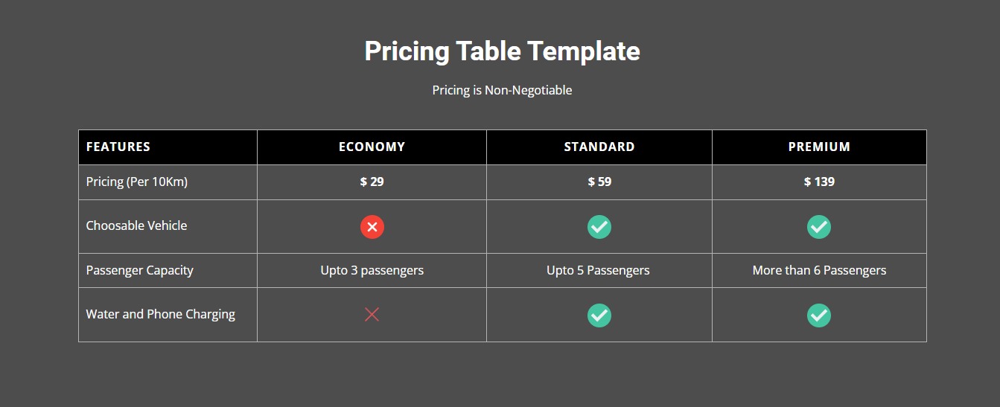 Pricing Table Template
Pricing is Non-Negotiable
FEATURES ECONOMY STANDARD PREMIUM
Pricing (Per 10Km) $ 29 $ 59 $ 139
Choosable Vehicle
Passenger Capacity Upto 3 passengers Upto 5 Passengers More than 6 Passengers
Water and Phone Charging